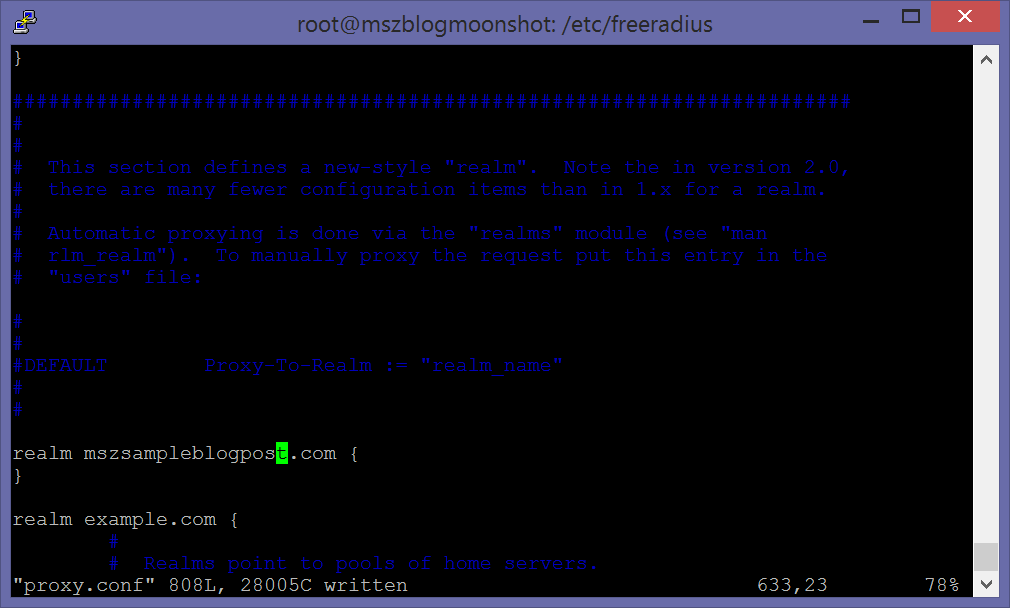 root@mszblogmoonshot: /etc/freeradius
}
######################################################################
#
#
#  This section defines a new-style "realm".  Note the in version 2.0,
#  there are many fewer configuration items than in 1.x for a realm.
#
#  Automatic proxying is done via the "realms" module (see "man
#  rlm_realm").  To manually proxy the request put this entry in the
#  "users" file:
#
#
#DEFAULT        Proxy-To-Realm := "realm_name"
#
#
realm mszsampleblogpost.com {
}
realm example.com {
        #
        #  Realms point to pools of home servers.
"proxy.conf" 808L, 28005C written                             633,23        78%